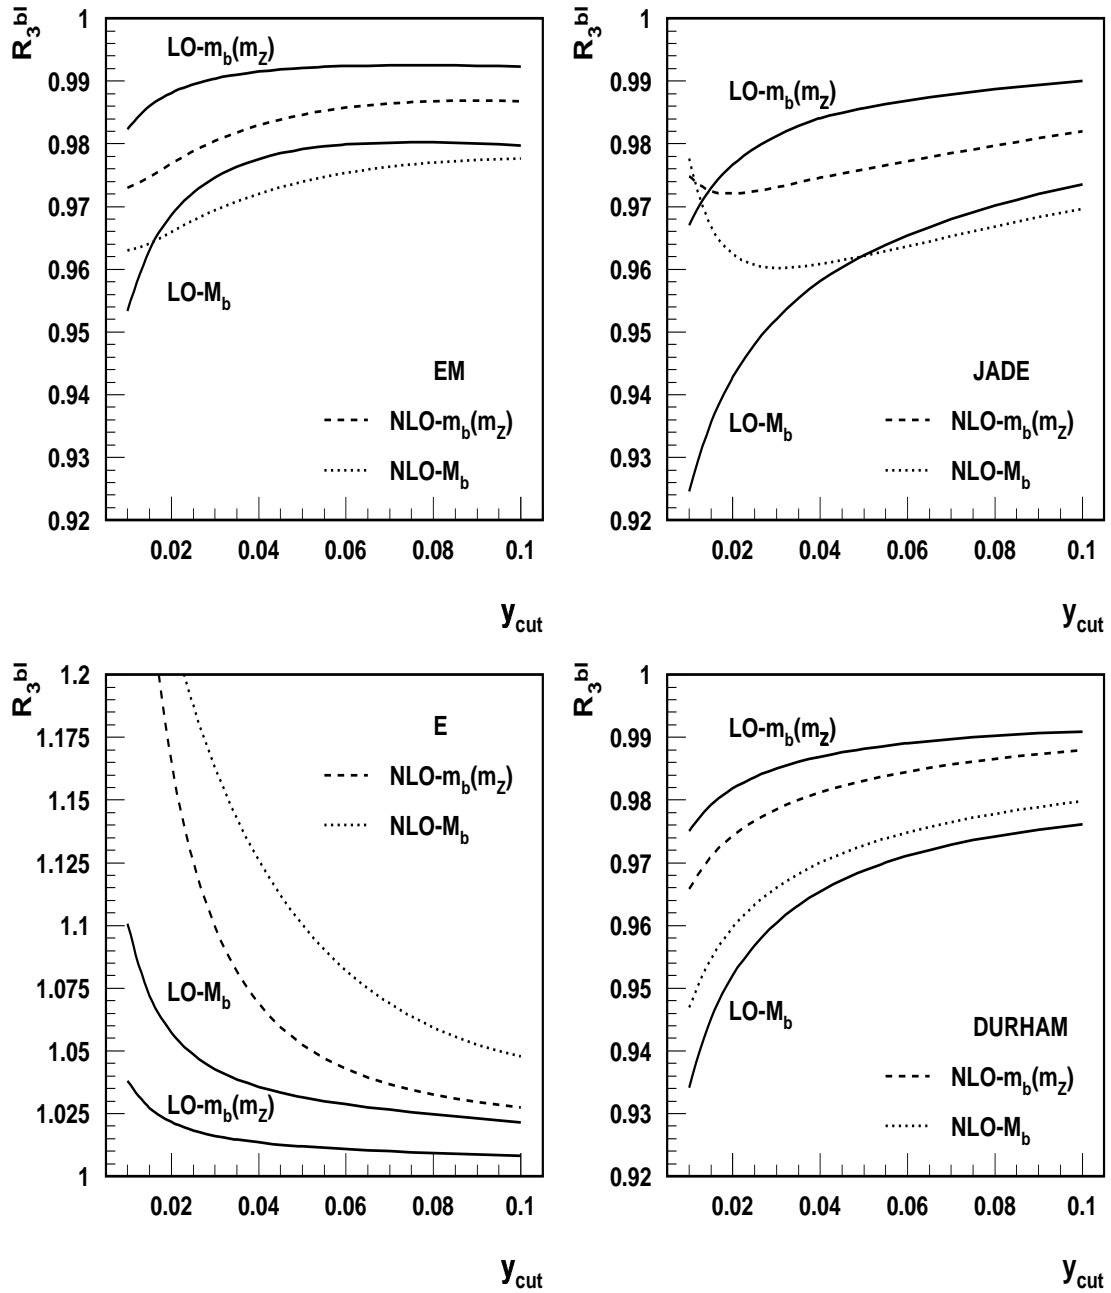 R3bl
1
0.99
0.98
0.97
0.96
0.95
0.94
0.93
0.92
LO-mb(mZ)
LO-Mb
EM
NLO-mb(mZ)
NLO-Mb
0.02 0.04 0.06 0.08 0.1
ycut
R3bl
1
0.99
0.98
0.97
0.96
0.95
0.94
0.93
0.92
LO-mb(mZ)
LO-Mb
JADE
NLO-mb(mZ)
NLO-Mb
0.02 0.04 0.06 0.08 0.1
ycut
R3bl
1.2
1.175
1.15
1.125
1.1
1.075
1.05
1.025
1
E
NLO-mb(mZ)
NLO-Mb
LO-Mb
LO-mb(mZ)
0.02 0.04 0.06 0.08 0.1
ycut
R3bl
1
0.99
0.98
0.97
0.96
0.95
0.94
0.93
0.92
LO-mb(mZ)
LO-Mb
DURHAM
NLO-mb(mZ)
NLO-Mb
0.02 0.04 0.06 0.08 0.1
ycut